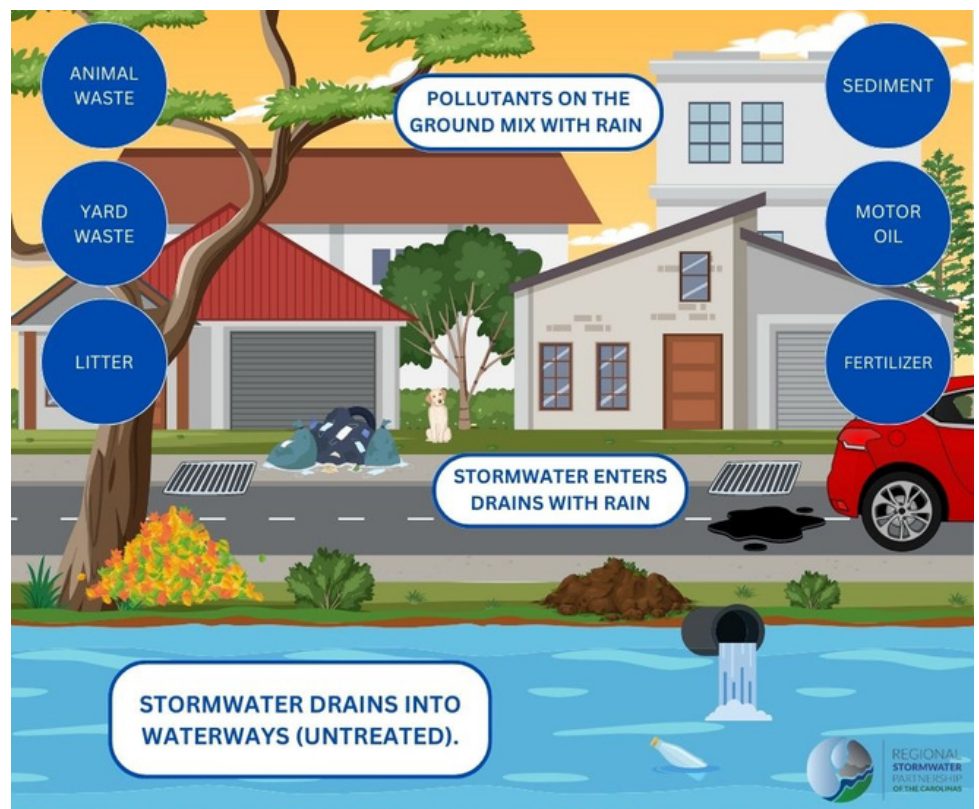 ANIMAL
WASTE
POLLUTANTS ON THE
GROUND MIX WITH RAIN
SEDIMENT
YARD
WASTE
MOTOR
OIL
LITTER
FERTILIZER
STORMWATER ENTERS
DRAINS WITH RAIN
STORMWATER DRAINS INTO
WATERWAYS (UNTREATED).
REGIONAL
STORMWATER
PARTNERSHIP
OF THE CAROLINAS